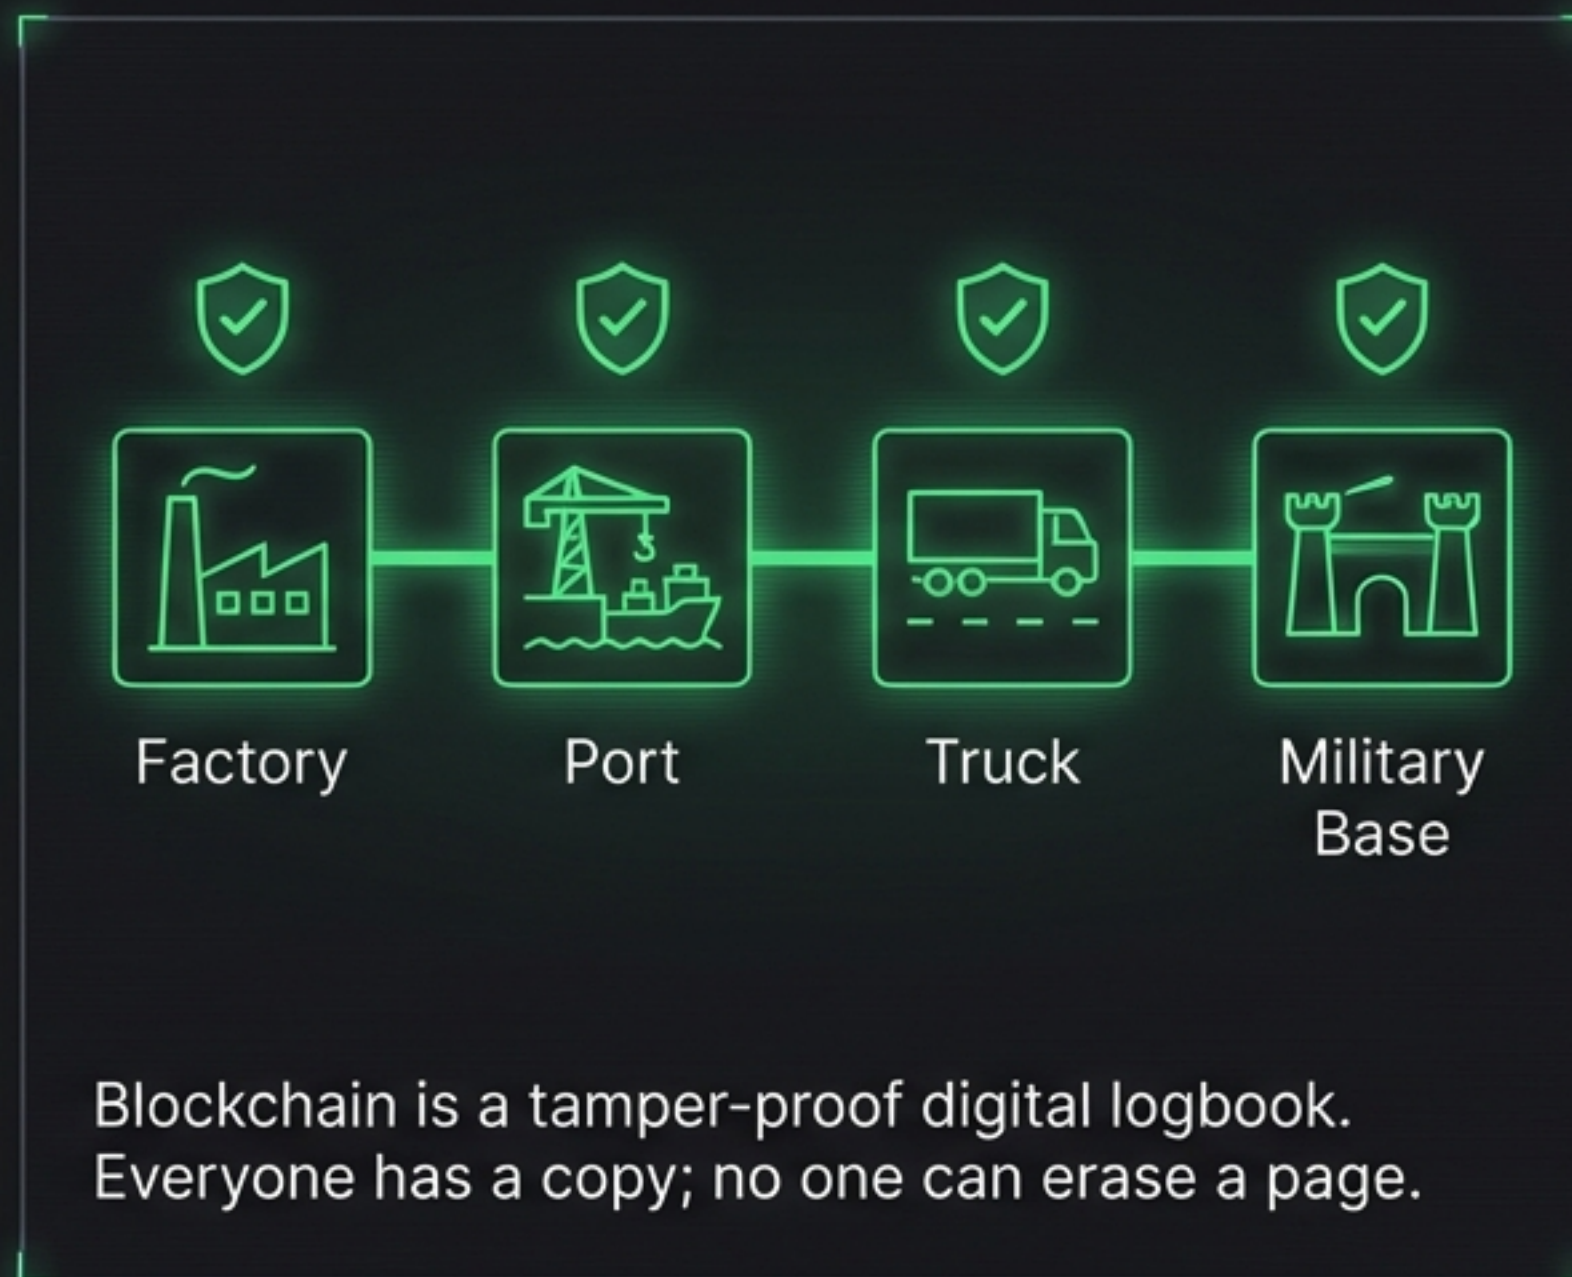 Factory
Port
Truck
Military
Base
Blockchain is a tamper-proof digital logbook.
Everyone has a copy; no one can erase a page.